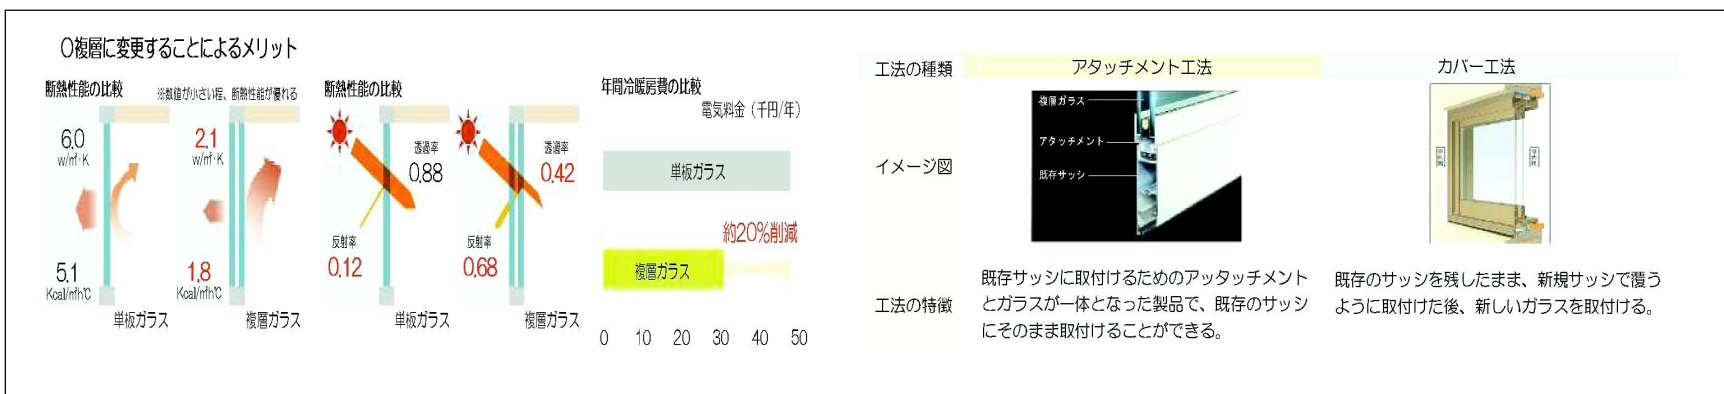 ○複層に変更することによるメリット
断熱性能の比較
※数値が小さい程、断熱性能が優れる
6.0
w/㎡·K
2.1
w/㎡·K
5.1
Kcal/㎡h℃
1.8
Kcal/㎡h℃
単板ガラス
複層ガラス
断熱性能の比較
透過率
0.88
透過率
0.42
反射率
0.12
反射率
0.68
単板ガラス
複層ガラス
年間冷暖房費の比較
電気料金（千円/年）
単板ガラス
約20%削減
複層ガラス
0 10 20 30 40 50
工法の種類
アタッチメント工法
カバー工法
イメージ図
複層ガラス
アタッチメント
既存サッシ
工法の特徴
既存サッシに取付けるためのアッタッチメント
とガラスが一体となった製品で、既存のサッシ
にそのまま取付けることができる。
既存のサッシを残したまま、新規サッシで覆う
ように取付けた後、新しいガラスを取付ける。